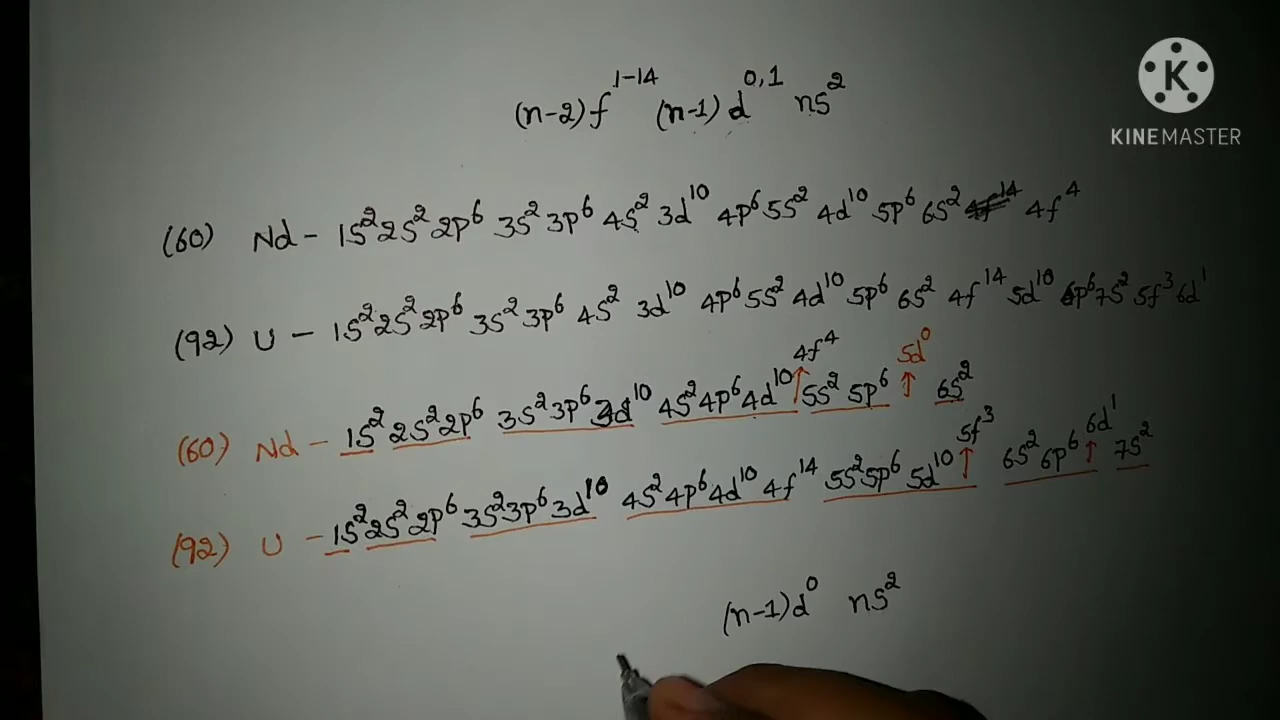 (n-2)f¹⁻¹⁴ (n-1)d⁰,¹ ns²
KINEMASTER
(60) Nd - 1s² 2s² 2p⁶ 3s² 3p⁶ 4s² 3d¹⁰ 4p⁶ 5s² 4d¹⁰ 5p⁶ 6s² 4f¹⁴ 4f⁴
(92) U - 1s² 2s² 2p⁶ 3s² 3p⁶ 4s² 3d¹⁰ 4p⁶ 5s² 4d¹⁰ 5p⁶ 6s² 4f¹⁴ 5d¹⁰ 6p⁶ 7s² 5f³ 6d¹
4f⁴ 5d⁰
(60) Nd - 1s² 2s² 2p⁶ 3s² 3p⁶ 3d¹⁰ 4s² 4p⁶ 4d¹⁰ ↑ 5s² 5p⁶ ↑ 6s²
5f³ 6d¹
(92) U - 1s² 2s² 2p⁶ 3s² 3p⁶ 3d¹⁰ 4s² 4p⁶ 4d¹⁰ 4f¹⁴ 5s² 5p⁶ 5d¹⁰ ↑ 6s² 6p⁶ ↑ 7s²
(n-1)d⁰ ns²